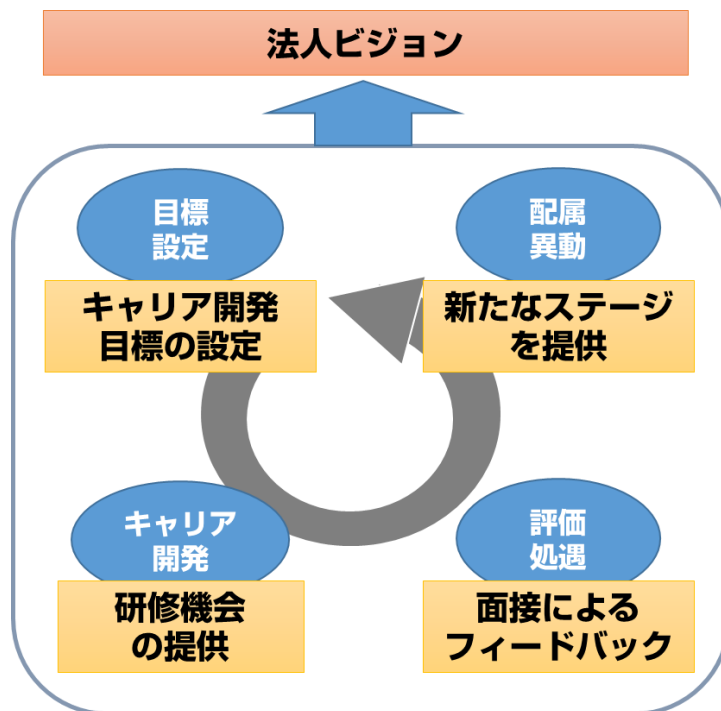 法人ビジョン
目標
設定
キャリア開発
目標の設定
配属
異動
新たなステージ
を提供
キャリア
開発
研修機会
の提供
評価
処遇
面接による
フィードバック